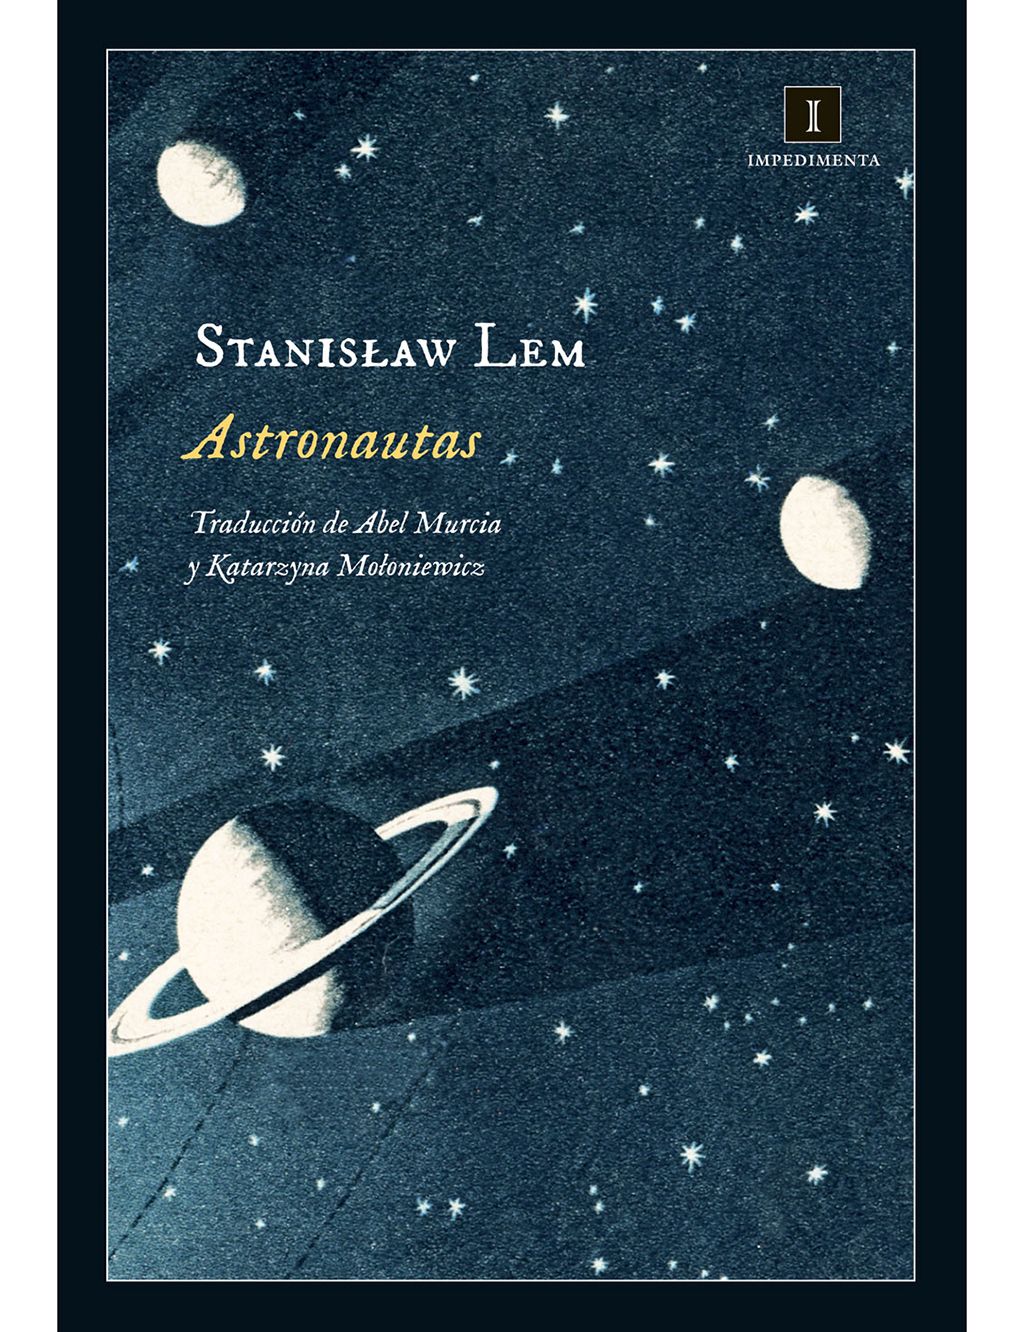 I
IMPEDIMENTA
STANISŁAW LEM
Astronautas
Traducción de Abel Murcia
y Katarzyna Mołoniewicz